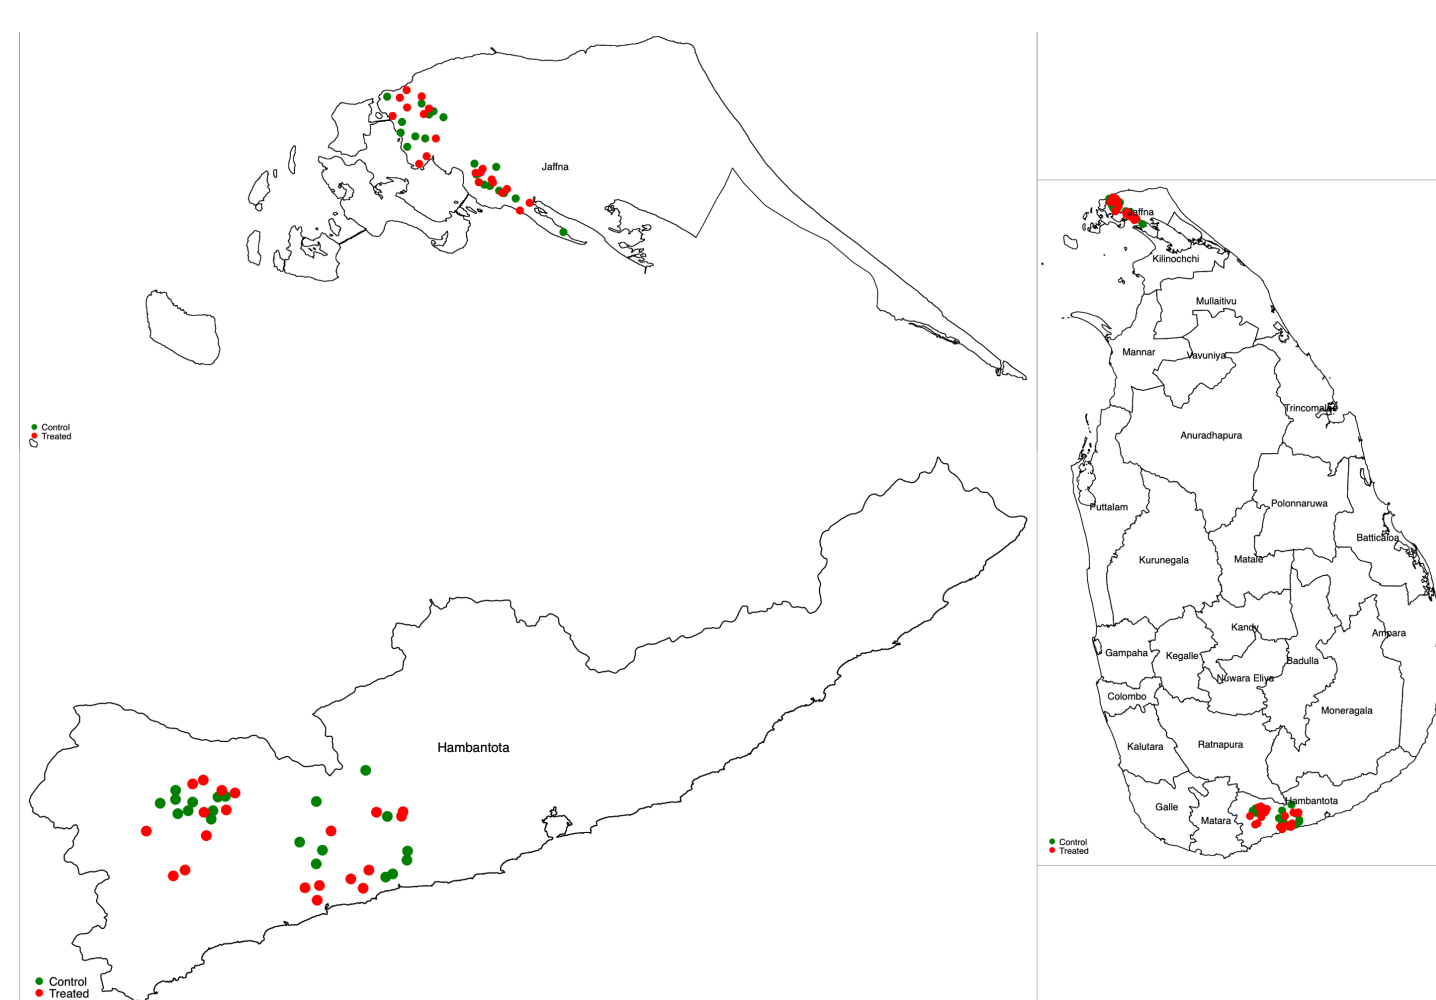 Jaffna
Control
Treated
Hambantota
Control
Treated
Jaffna
Kilinochchi
Mullaitivu
Mannar
Vavuniya
Trincomalee
Anuradhapura
Polonnaruwa
Puttalam
Batticaloa
Kurunegala
Matale
Kandy
Ampara
Gampaha
Kegalle
Badulla
Nuwara Eliya
Colombo
Moneragala
Kalutara
Ratnapura
Hambantota
Galle
Matara
Control
Treated